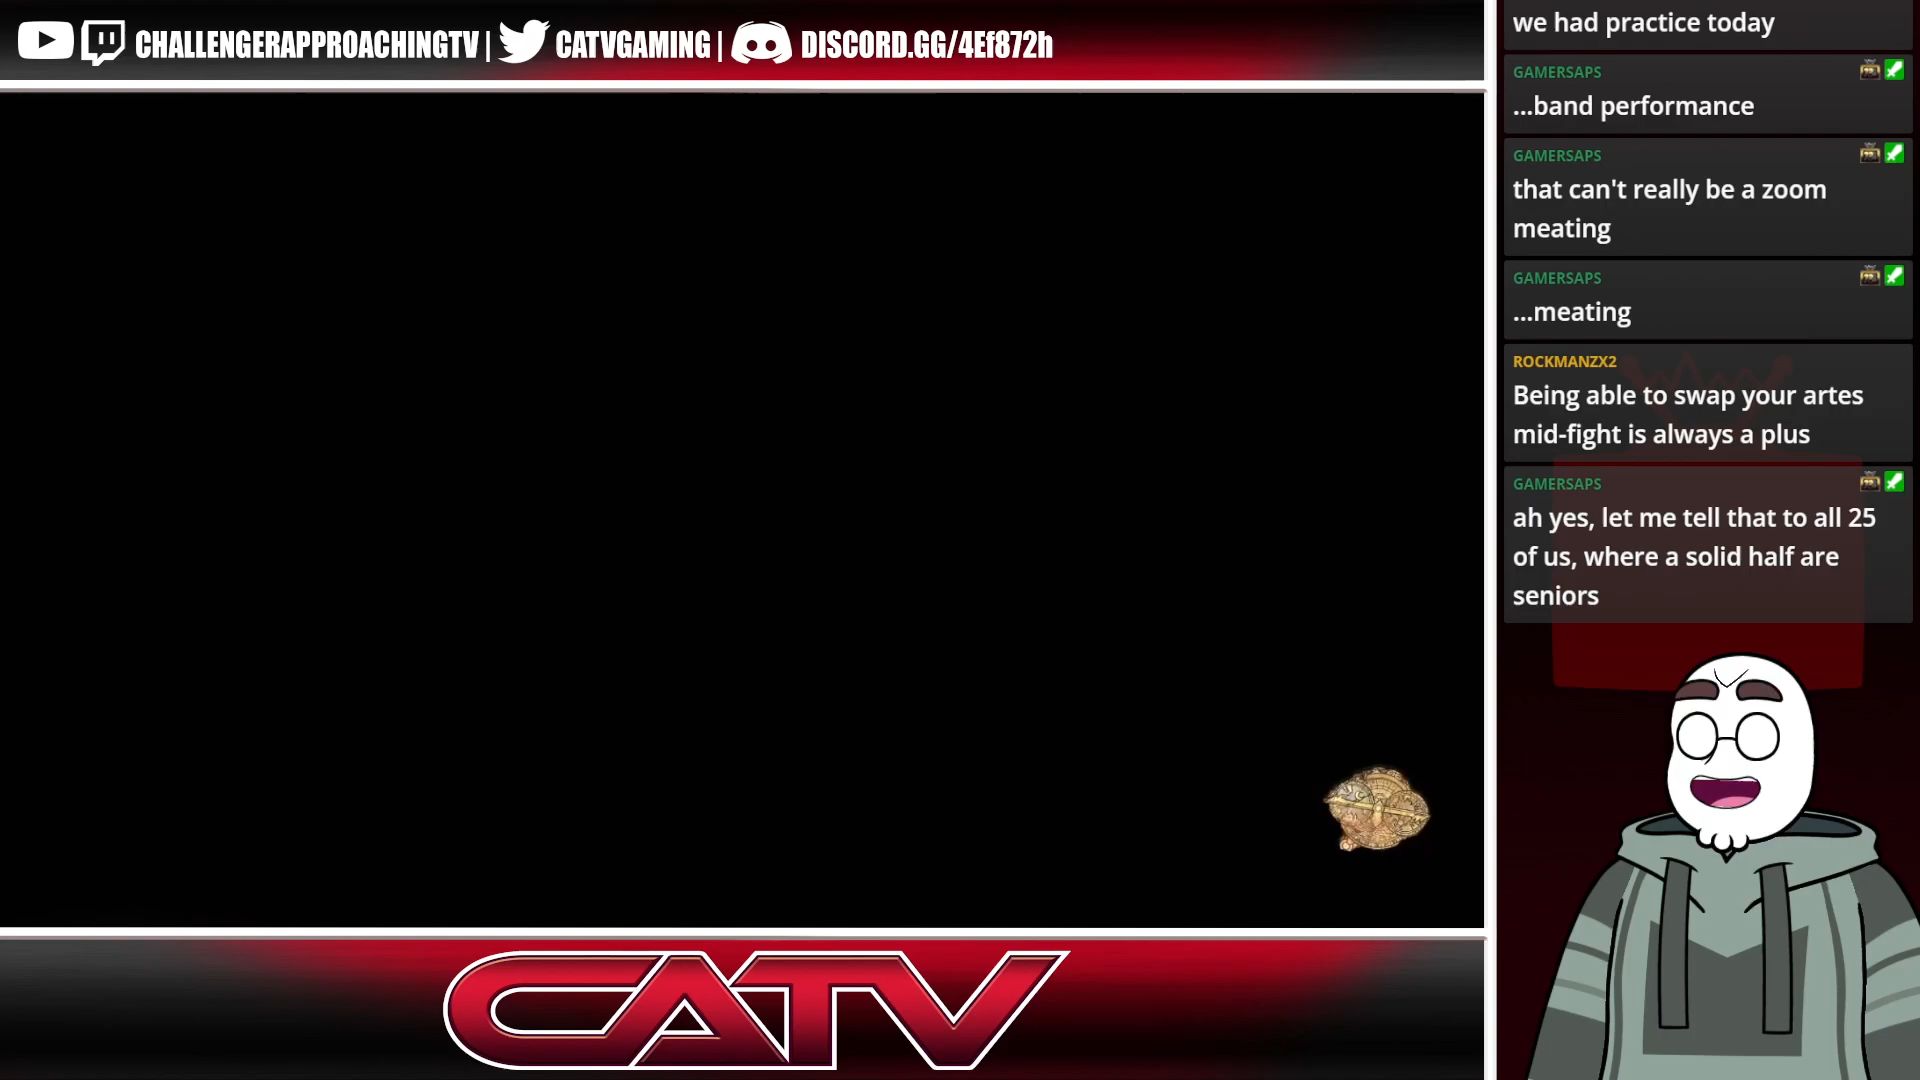 CHALLENGERAPPROACHINGTV | CATVGAMING | DISCORD.GG/4Ef872h
we had practice today
GAMERSAPS
...band performance
GAMERSAPS
that can't really be a zoom
meating
GAMERSAPS
...meating
ROCKMANZX2
Being able to swap your artes
mid-fight is always a plus
GAMERSAPS
ah yes, let me tell that to all 25
of us, where a solid half are
seniors
CATV